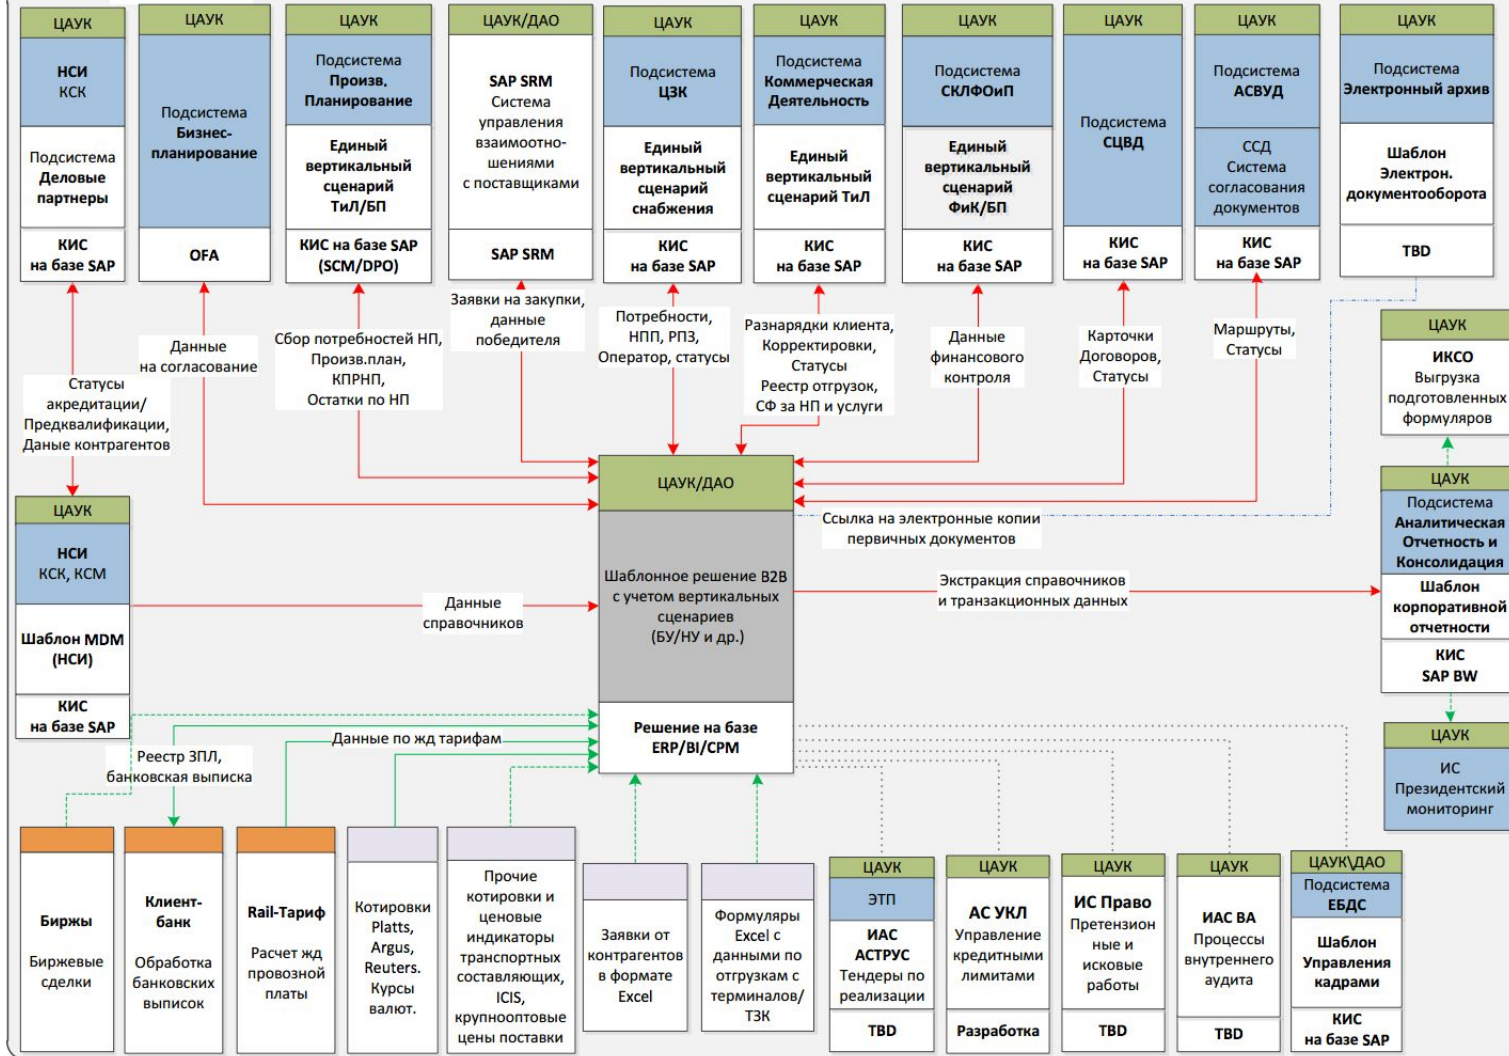 ЦАУК
НСИ
КСК
Подсистема
Деловые
партнеры
КИС
на базе SAP
ЦАУК
Подсистема
Бизнес-
планирование
OFA
ЦАУК
Подсистема
Произв.
Планирование
Единый
вертикальный
сценарий
ТиЛ/БП
КИС на базе SAP
(SCM/DPO)
ЦАУК/ДАО
SAP SRM
Система
управления
взаимоотно-
шениями
с поставщиками
SAP SRM
ЦАУК
Подсистема
ЦЗК
Единый
вертикальный
сценарий
снабжения
КИС
на базе SAP
ЦАУК
Подсистема
Коммерческая
Деятельность
Единый
вертикальный
сценарий ТиЛ
КИС
на базе SAP
ЦАУК
Подсистема
СКЛФОиП
Единый
вертикальный
сценарий
ФиК/БП
КИС
на базе SAP
ЦАУК
Подсистема
СЦВД
КИС
на базе SAP
ЦАУК
Подсистема
АСВУД
ССД
Система
согласования
документов
КИС
на базе SAP
ЦАУК
Подсистема
Электронный архив
Шаблон
Электрон.
документооборота
TBD
Статусы
акредитации/
Предквалификации,
Даные контрагентов
Данные
на согласование
Сбор потребностей НП,
Произв.план,
КПРНП,
Остатки по НП
Заявки на закупки,
данные
победителя
Потребности,
НПП, РПЗ,
Оператор, статусы
Разнарядки клиента,
Корректировки,
Статусы
Реестр отгрузок,
СФ за НП и услуги
Данные
финансового
контроля
Карточки
Договоров,
Статусы
Маршруты,
Статусы
ЦАУК
ИКСО
Выгрузка
подготовленных
формуляров
ЦАУК
НСИ
КСК, КСМ
Шаблон MDM
(НСИ)
КИС
на базе SAP
Данные
справочников
ЦАУК/ДАО
Шаблонное решение B2B
с учетом вертикальных
сценариев
(БУ/НУ и др.)
Решение на базе
ERP/BI/CPM
Ссылка на электронные копии
первичных документов
Экстракция справочников
и транзакционных данных
ЦАУК
Подсистема
Аналитическая
Отчетность и
Консолидация
Шаблон
корпоративной
отчетности
КИС
SAP BW
ЦАУК
ИС
Президентский
мониторинг
Реестр ЗПЛ,
банковская выписка
Данные по жд тарифам
Биржы
Биржевые
сделки
Клиент-
банк
Обработка
банковских
выписок
Rail-Тариф
Расчет жд
провозной
платы
Котировки
Platts,
Argus,
Reuters.
Курсы
валют.
Прочие
котировки и
ценовые
индикаторы
транспортных
составляющих,
ICIS,
крупнооптовые
цены поставки
Заявки от
контрагентов
в формате
Excel
Формуляры
Excel с
данными по
отгрузкам с
терминалов/
ТЗК
ЦАУК
ЭТП
ИАС
АСТРУС
Тендеры по
реализации
TBD
ЦАУК
АС УКЛ
Управление
кредитными
лимитами
Разработка
ЦАУК
ИС Право
Претензион
ные и
исковые
работы
TBD
ЦАУК
ИАС ВА
Процессы
внутреннего
аудита
TBD
ЦАУК\ДАО
Подсистема
ЕБДС
Шаблон
Управления
кадрами
КИС
на базе SAP